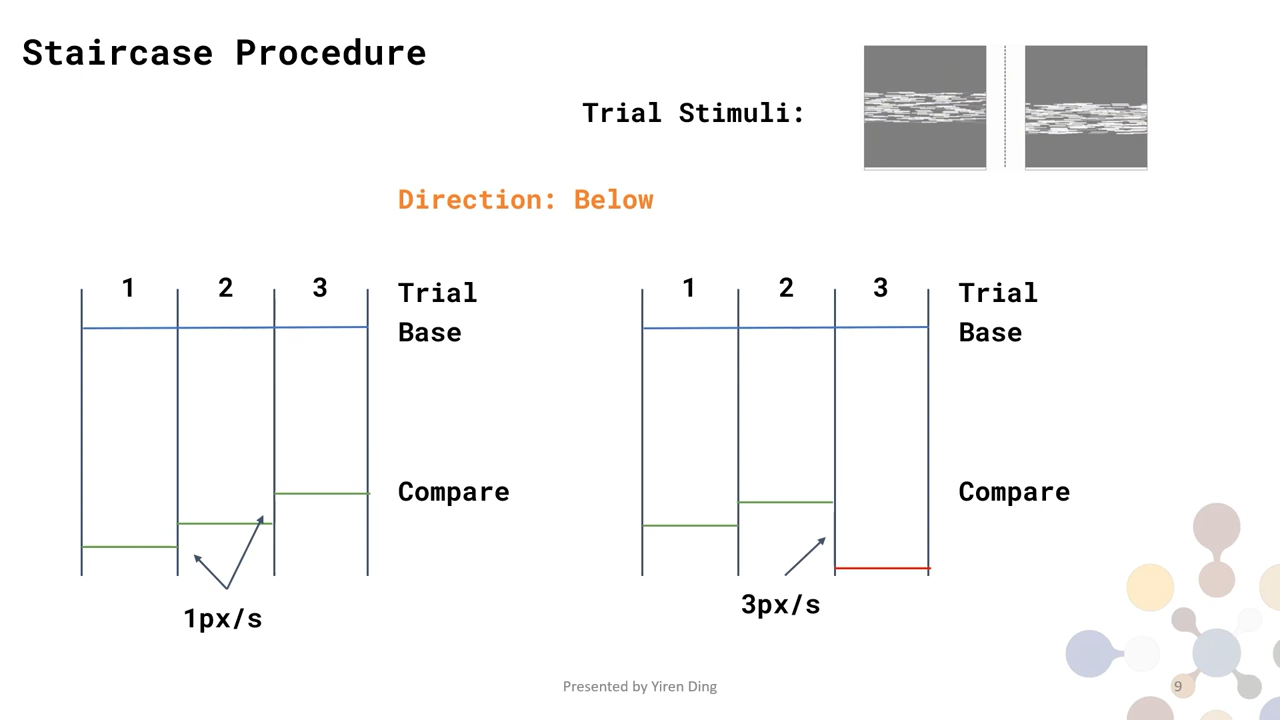 Staircase Procedure
Trial Stimuli:
Direction: Below
1 2 3 Trial
Base
Compare
1px/s
1 2 3 Trial
Base
Compare
3px/s
Presented by Yiren Ding
9